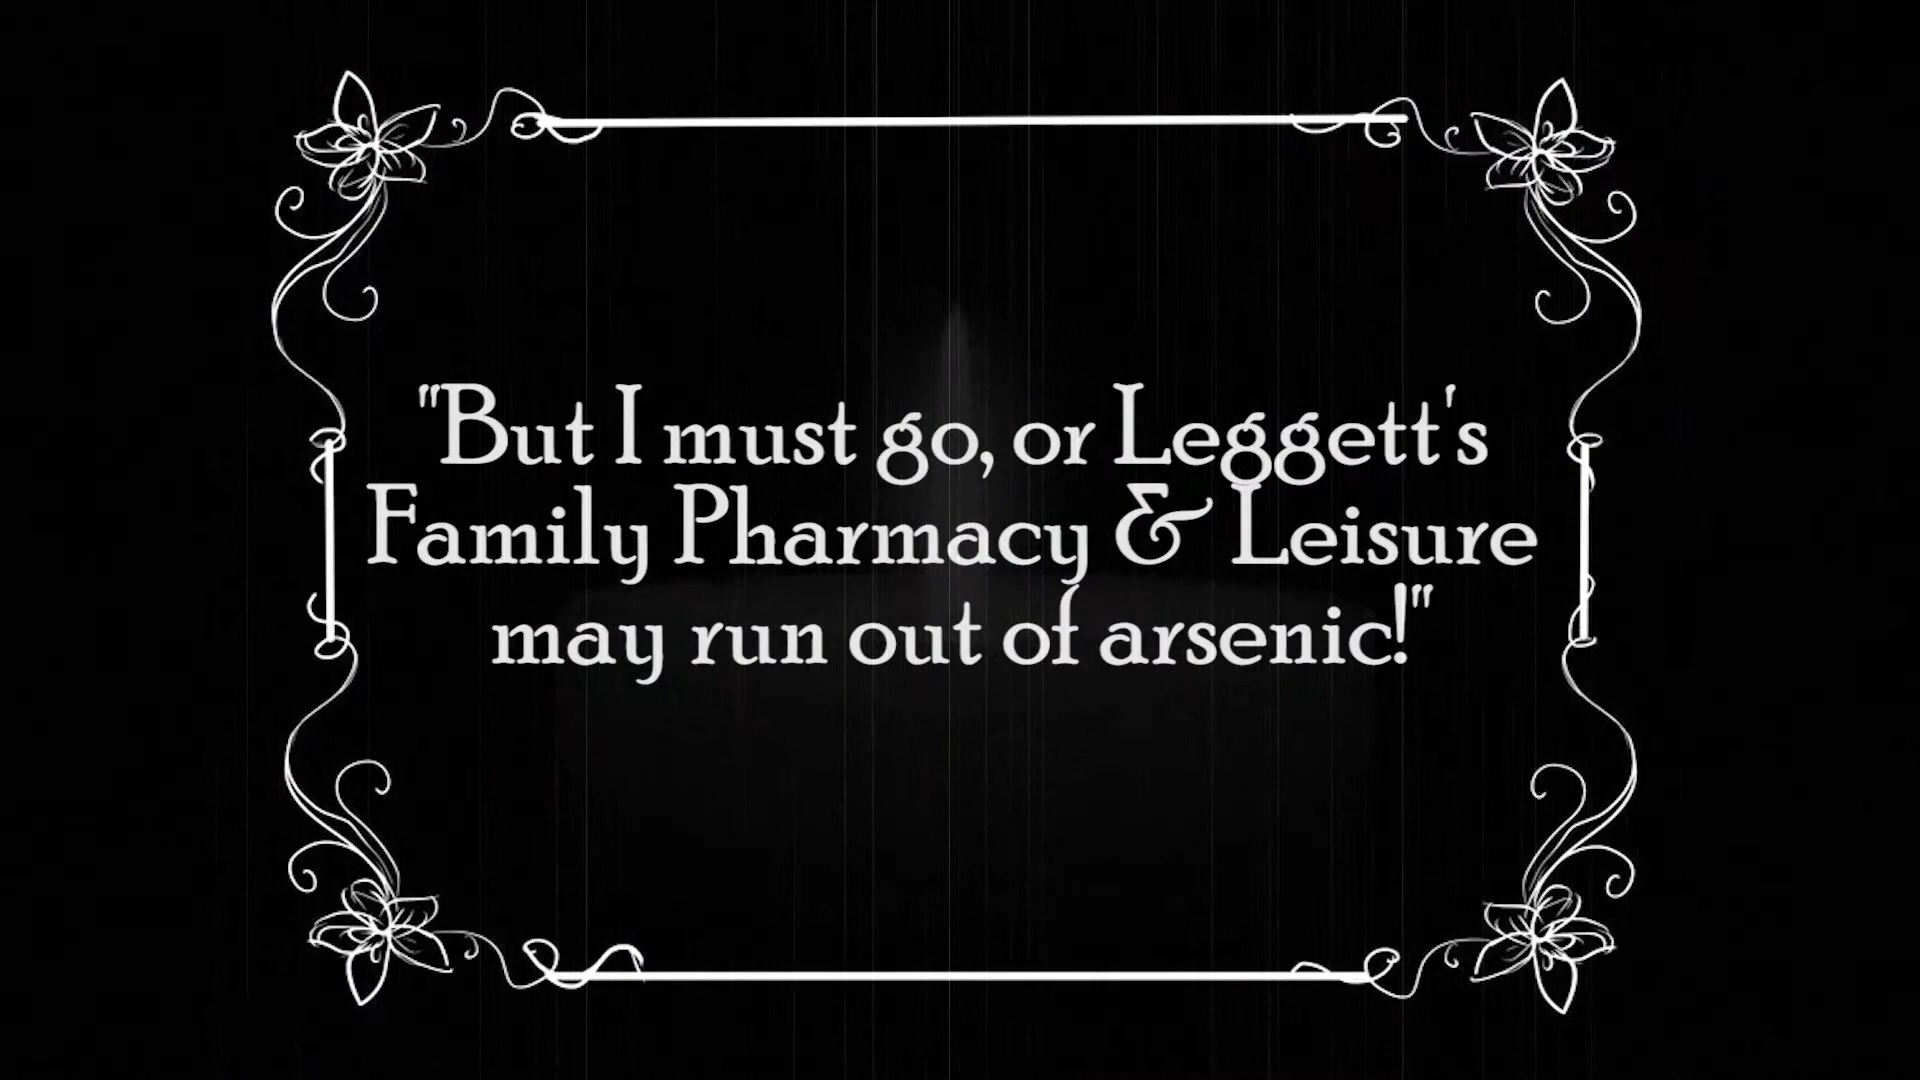 "But I must go, or Leggett's
Family Pharmacy & Leisure
may run out of arsenic!"